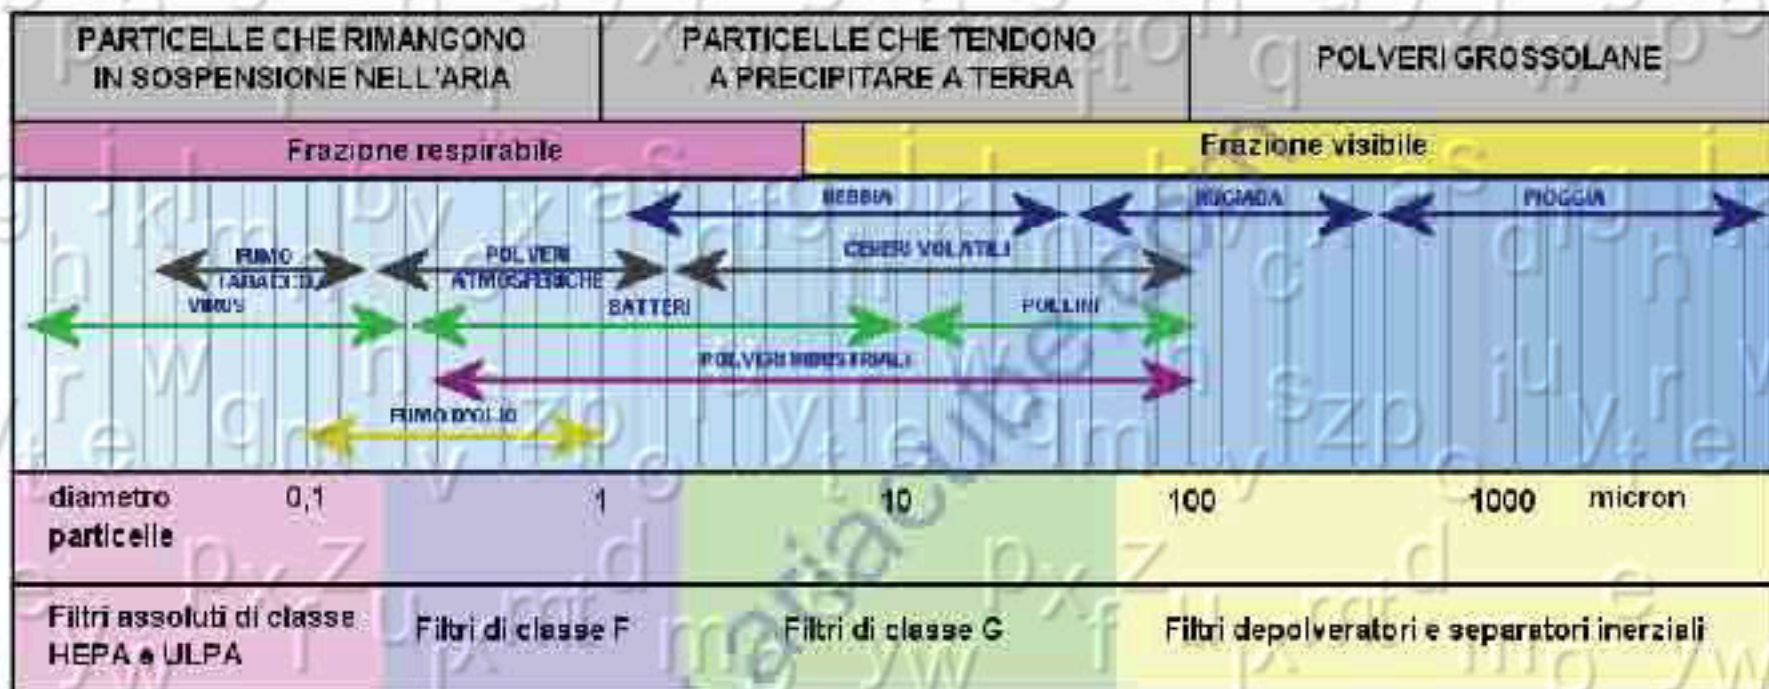 PARTICELLE CHE RIMANGONO
IN SOSPENSIONE NELL'ARIA
PARTICELLE CHE TENDONO
A PRECIPITARE A TERRA
POLVERI GROSSOLANE
Frazione respirabile
Frazione visibile
NEBBIA
RUGIADA
PIOGGIA
FUMO
TABACCO
POLVERI
ATMOSFERICHE
CENERI VOLATILI
VIRUS
BATTERI
POLLINI
POLVERI INDUSTRIALI
FUMO D'OLIO
diametro
particelle
0,1
1
10
100
1000
micron
Filtri assoluti di classe
HEPA e ULPA
Filtri di classe F
Filtri di classe G
Filtri depolveratori e separatori inerziali